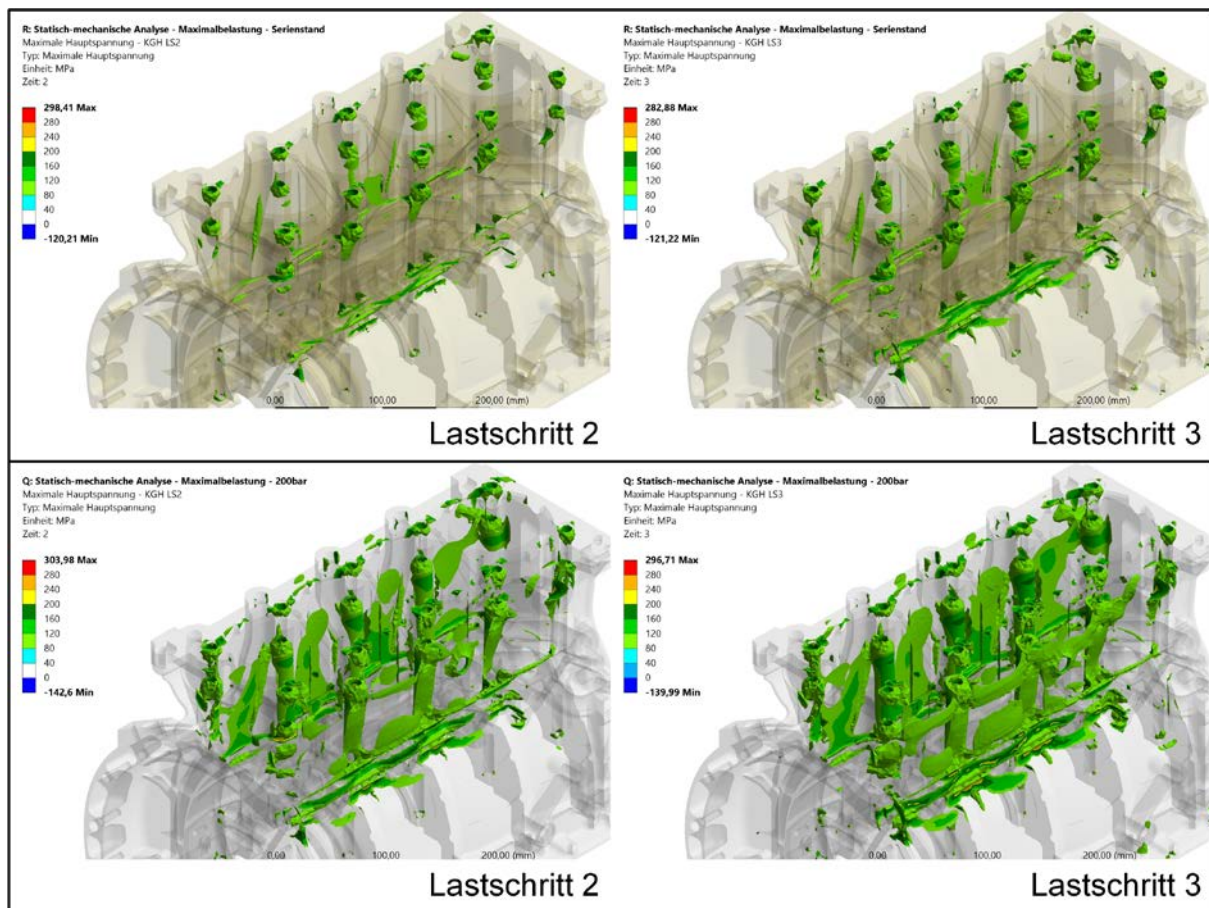 R: Statisch-mechanische Analyse - Maximalbelastung - Serienstand
Maximale Hauptspannung - KGH LS2
Typ: Maximale Hauptspannung
Einheit: MPa
Zeit: 2
298,41 Max
280
240
200
160
120
80
40
0
-120,21 Min
0.00
100,00
200,00 (mm)
Lastschritt 2
R: Statisch-mechanische Analyse - Maximalbelastung - Serienstand
Maximale Hauptspannung - KGH LS3
Typ: Maximale Hauptspannung
Einheit: MPa
Zeit: 3
282,88 Max
280
240
200
160
120
80
40
0
-121,22 Min
0.00
100,00
200,00 (mm)
Lastschritt 3
Q: Statisch-mechanische Analyse - Maximalbelastung - 200bar
Maximale Hauptspannung - KGH LS2
Typ: Maximale Hauptspannung
Einheit: MPa
Zeit: 2
303,98 Max
280
240
200
160
120
80
40
0
-142,6 Min
0.00
100,00
200,00 (mm)
Lastschritt 2
Q: Statisch-mechanische Analyse - Maximalbelastung - 200bar
Maximale Hauptspannung - KGH LS3
Typ: Maximale Hauptspannung
Einheit: MPa
Zeit: 3
296,71 Max
280
240
200
160
120
80
40
0
-139,99 Min
0.00
100,00
200,00 (mm)
Lastschritt 3